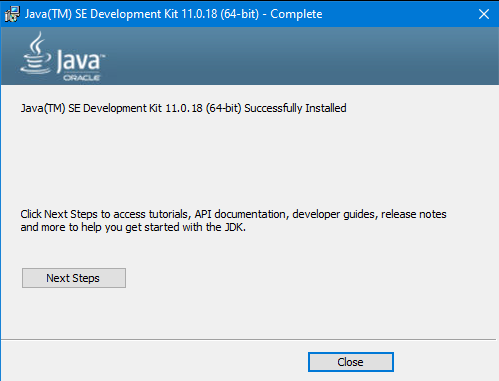 Java(TM) SE Development Kit 11.0.18 (64-bit) - Complete
Java™
ORACLE
Java(TM) SE Development Kit 11.0.18 (64-bit) Successfully Installed
Click Next Steps to access tutorials, API documentation, developer guides, release notes
and more to help you get started with the JDK.
Next Steps
Close